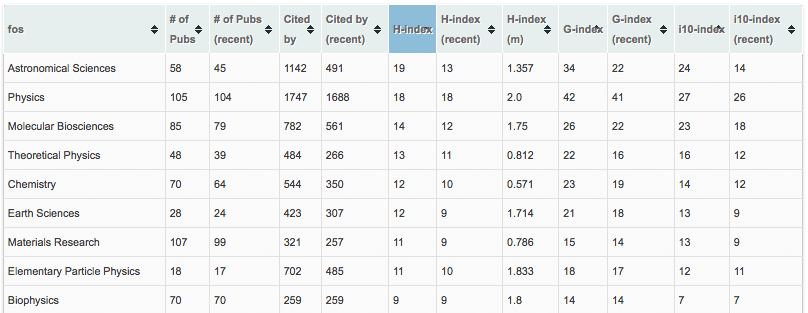 fos # of Pubs # of Pubs (recent) Cited by Cited by (recent) H-index H-index (recent) H-index (m) G-index G-index (recent) i10-index i10-index (recent)
Astronomical Sciences 58 45 1142 491 19 13 1.357 34 22 24 14
Physics 105 104 1747 1688 18 18 2.0 42 41 27 26
Molecular Biosciences 85 79 782 561 14 12 1.75 26 22 23 18
Theoretical Physics 48 39 484 266 13 11 0.812 22 16 16 12
Chemistry 70 64 544 350 12 10 0.571 23 19 14 12
Earth Sciences 28 24 423 307 12 9 1.714 21 18 13 9
Materials Research 107 99 321 257 11 9 0.786 15 14 13 9
Elementary Particle Physics 18 17 702 485 11 10 1.833 18 17 12 11
Biophysics 70 70 259 259 9 9 1.8 14 14 7 7